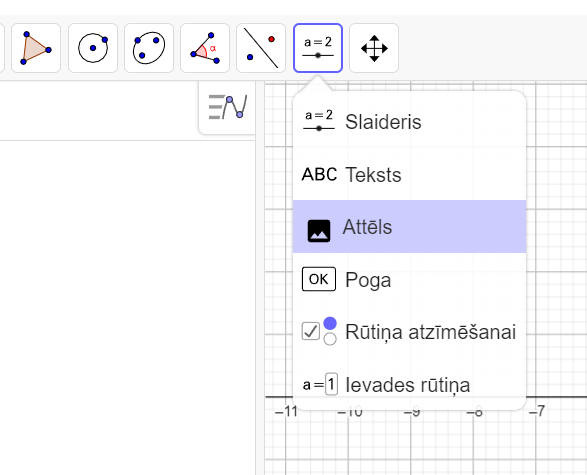 α
a=2
a=2 Slaideris
ABC Teksts
Attēls
OK Poga
Rūtiņa atzīmēšanai
a=1 Ievades rūtiņa
–11 –10 –9 –8 –7